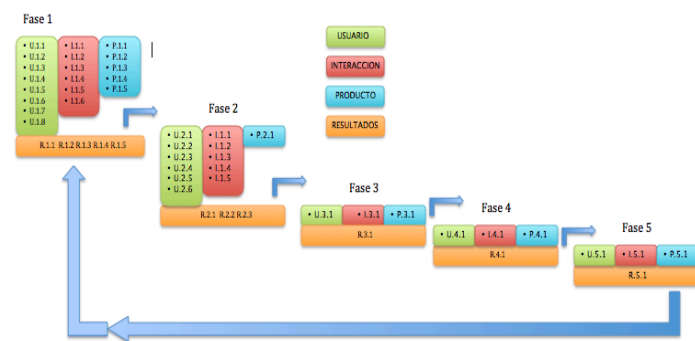 Fase 1
• U.1.1
• U.1.2
• U.1.3
• U.1.4
• U.1.5
• U.1.6
• U.1.7
• U.1.8
• I.1.1
• I.1.2
• I.1.3
• I.1.4
• I.1.5
• I.1.6
• P.1.1
• P.1.2
• P.1.3
• P.1.4
• P.1.5
R.1.1 R.1.2 R.1.3 R.1.4 R.1.5
USUARIO
INTERACCION
PRODUCTO
RESULTADOS
Fase 2
• U.2.1
• U.2.2
• U.2.3
• U.2.4
• U.2.5
• U.2.6
• I.1.1
• I.1.2
• I.1.3
• I.1.4
• I.1.5
• P.2.1
R.2.1 R.2.2 R.2.3
Fase 3
• U.3.1
• I.3.1
• P.3.1
R.3.1
Fase 4
• U.4.1
• I.4.1
• P.4.1
R.4.1
Fase 5
• U.5.1
• I.5.1
• P.5.1
R.5.1